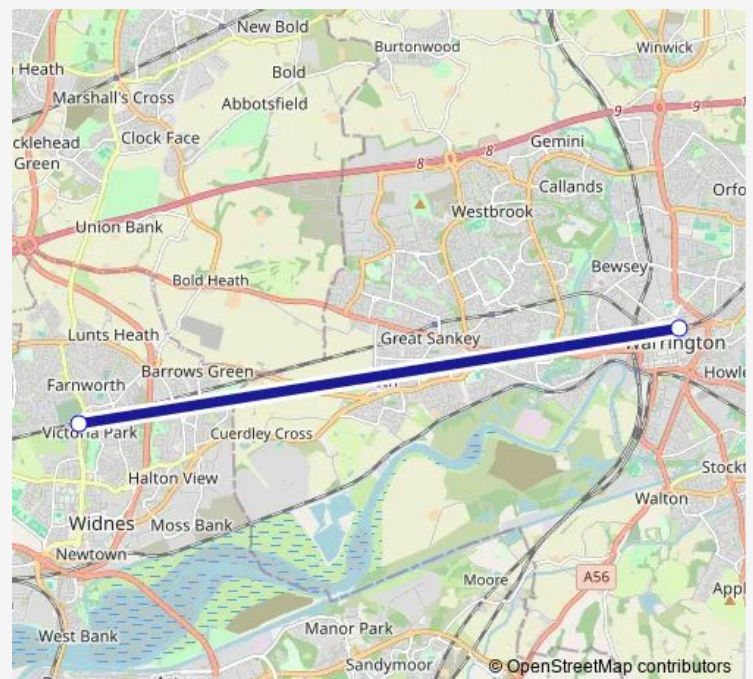 New Bold
Burtonwood
Winwick
Heath
Bold
Marshall's Cross
Abbotsfield
9
9
Clock Face
cklehead
Green
Gemini
8
8
Callands
Orfo
Westbrook
Union Bank
Bewsey
Bold Heath
Lunts Heath
Great Sankey
Warrington
Barrows Green
Howle
Farnworth
Victoria Park
Cuerdley Cross
Halton View
Stockt
Walton
Widnes
Moss Bank
Newtown
Moore
A56
Appl
West Bank
Manor Park
Sandymoor
© OpenStreetMap contributors